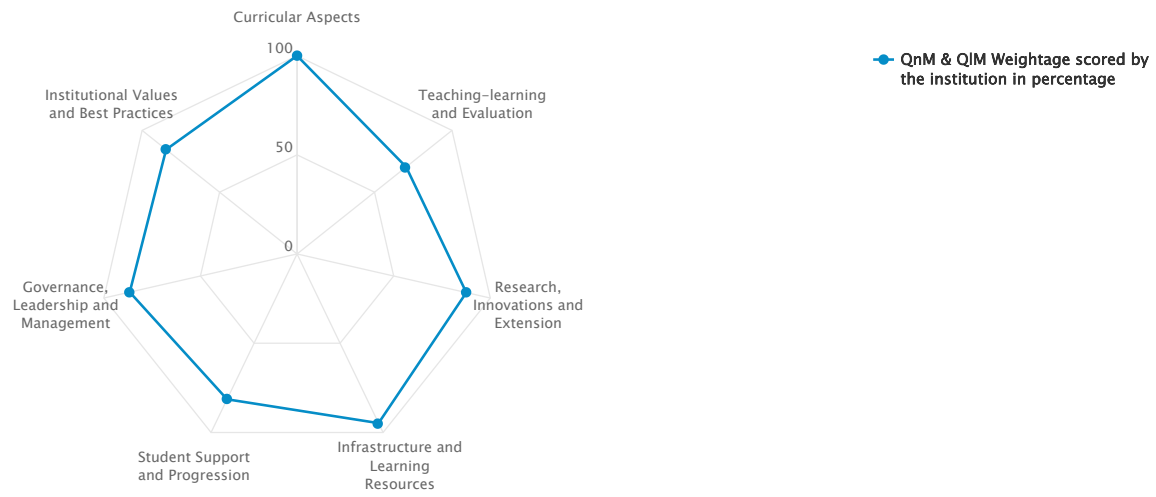 Curricular Aspects
100
50
0
Teaching-learning
and Evaluation
Research,
Innovations and
Extension
Infrastructure and
Learning
Resources
Student Support
and Progression
Governance,
Leadership and
Management
Institutional Values
and Best Practices
QnM & QlM Weightage scored by
the institution in percentage